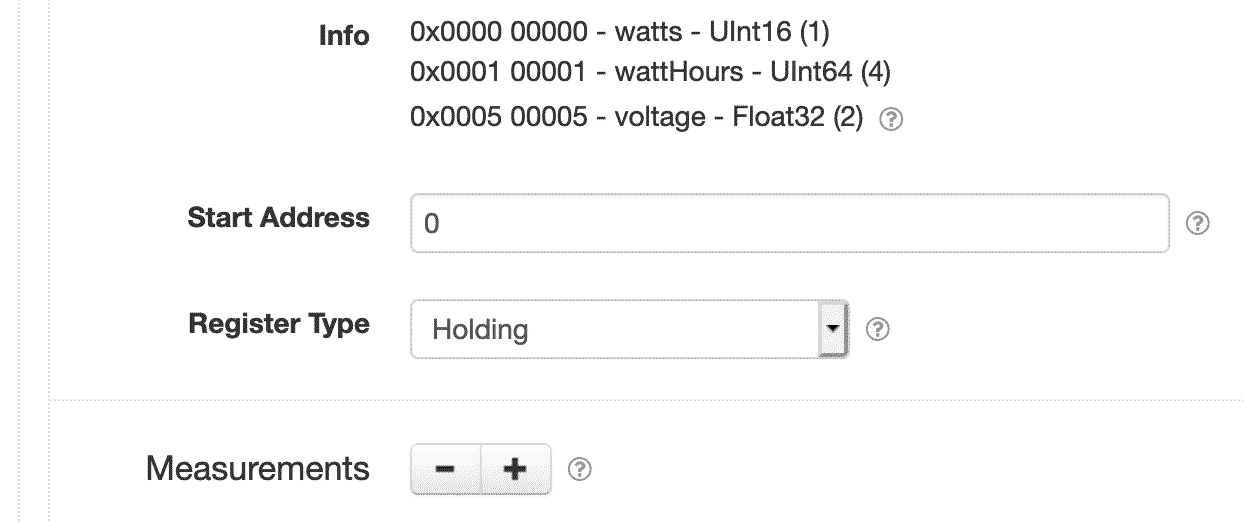 Info
0x0000 00000 - watts - UInt16 (1)
0x0001 00001 - wattHours - UInt64 (4)
0x0005 00005 - voltage - Float32 (2) ?
Start Address
0 ?
Register Type
Holding ?
Measurements - + ?